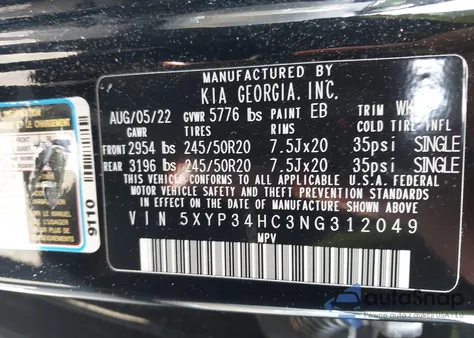 MANUFACTURED BY
KIA GEORGIA, INC.
AUG/05/22 GVWR 5776 lbs PAINT EB TRIM WK
GAWR TIRES RIMS COLD TIRE INFL
FRONT 2954 lbs 245/50R20 7.5Jx20 35psi SINGLE
REAR 3196 lbs 245/50R20 7.5Jx20 35psi SINGLE
THIS VEHICLE CONFORMS TO ALL APPLICABLE U.S.A. FEDERAL
MOTOR VEHICLE SAFETY, BUMPER, AND THEFT PREVENTION STANDARDS
IN EFFECT ON THE DATE OF MANUFACTURE SHOWN ABOVE
VIN 5XYP34HC3NG312049
MPV
9110
autoSnap